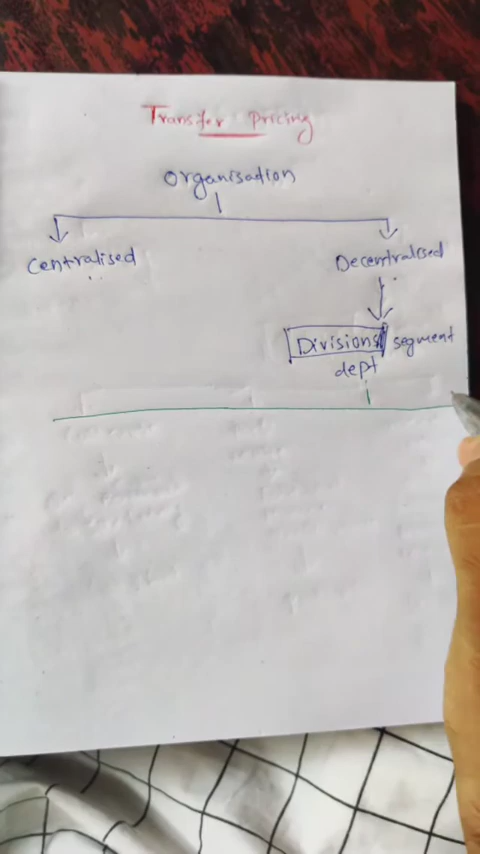 Transfer Pricing
Organisation
Centralised Decentralised
Divisions segment
dept